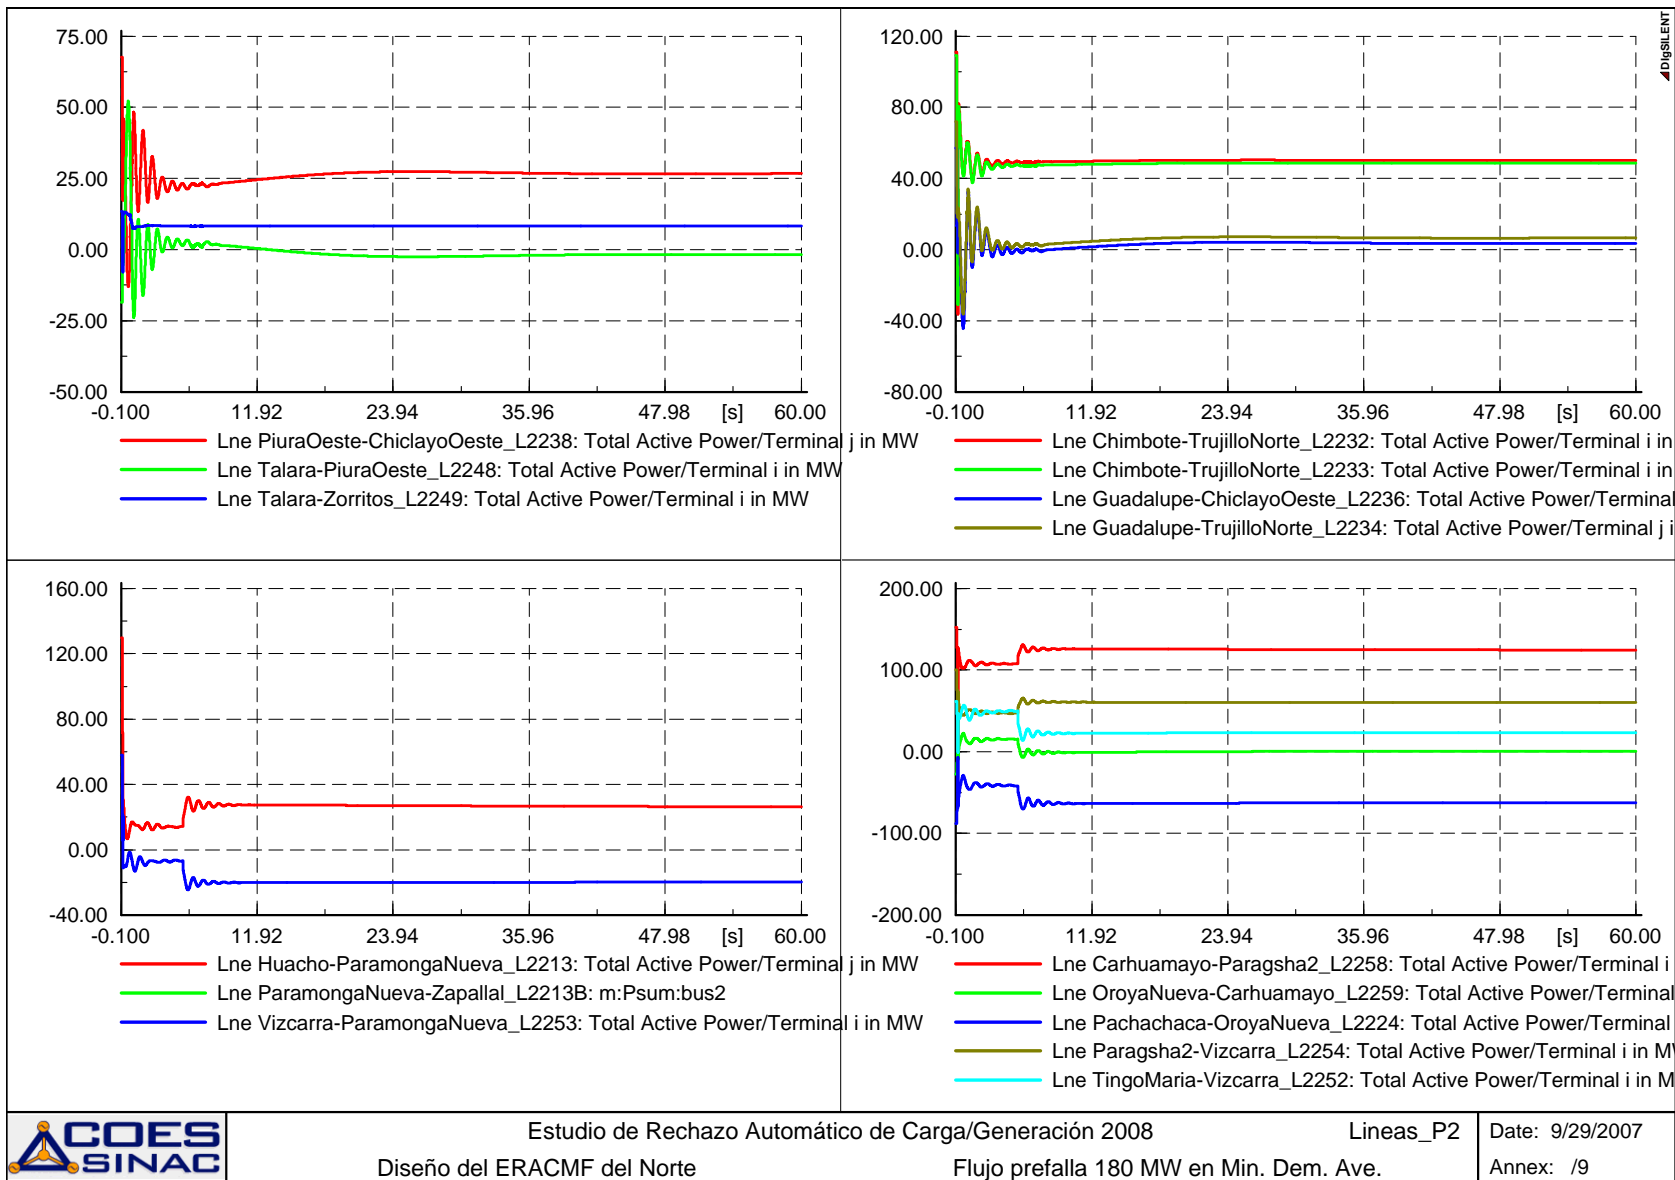 75.00
50.00
25.00
0.00
-25.00
-50.00
-0.100 11.92 23.94 35.96 47.98 [s] 60.00
Lne PiuraOeste-ChiclayoOeste_L2238: Total Active Power/Terminal j in MW
Lne Talara-PiuraOeste_L2248: Total Active Power/Terminal i in MW
Lne Talara-Zorritos_L2249: Total Active Power/Terminal i in MW
120.00
80.00
40.00
0.00
-40.00
-80.00
-0.100 11.92 23.94 35.96 47.98 [s] 60.00
Lne Chimbote-TrujilloNorte_L2232: Total Active Power/Terminal i in
Lne Chimbote-TrujilloNorte_L2233: Total Active Power/Terminal i in
Lne Guadalupe-ChiclayoOeste_L2236: Total Active Power/Terminal
Lne Guadalupe-TrujilloNorte_L2234: Total Active Power/Terminal j i
DIgSILENT
160.00
120.00
80.00
40.00
0.00
-40.00
-0.100 11.92 23.94 35.96 47.98 [s] 60.00
Lne Huacho-ParamongaNueva_L2213: Total Active Power/Terminal j in MW
Lne ParamongaNueva-Zapallal_L2213B: m:Psum:bus2
Lne Vizcarra-ParamongaNueva_L2253: Total Active Power/Terminal i in MW
200.00
100.00
0.00
-100.00
-200.00
-0.100 11.92 23.94 35.96 47.98 [s] 60.00
Lne Carhuamayo-Paragsha2_L2258: Total Active Power/Terminal i
Lne OroyaNueva-Carhuamayo_L2259: Total Active Power/Terminal
Lne Pachachaca-OroyaNueva_L2224: Total Active Power/Terminal
Lne Paragsha2-Vizcarra_L2254: Total Active Power/Terminal i in M
Lne TingoMaria-Vizcarra_L2252: Total Active Power/Terminal i in M
COES
SINAC
Estudio de Rechazo Automático de Carga/Generación 2008 Lineas_P2
Diseño del ERACMF del Norte Flujo prefalla 180 MW en Min. Dem. Ave.
Date: 9/29/2007
Annex: /9